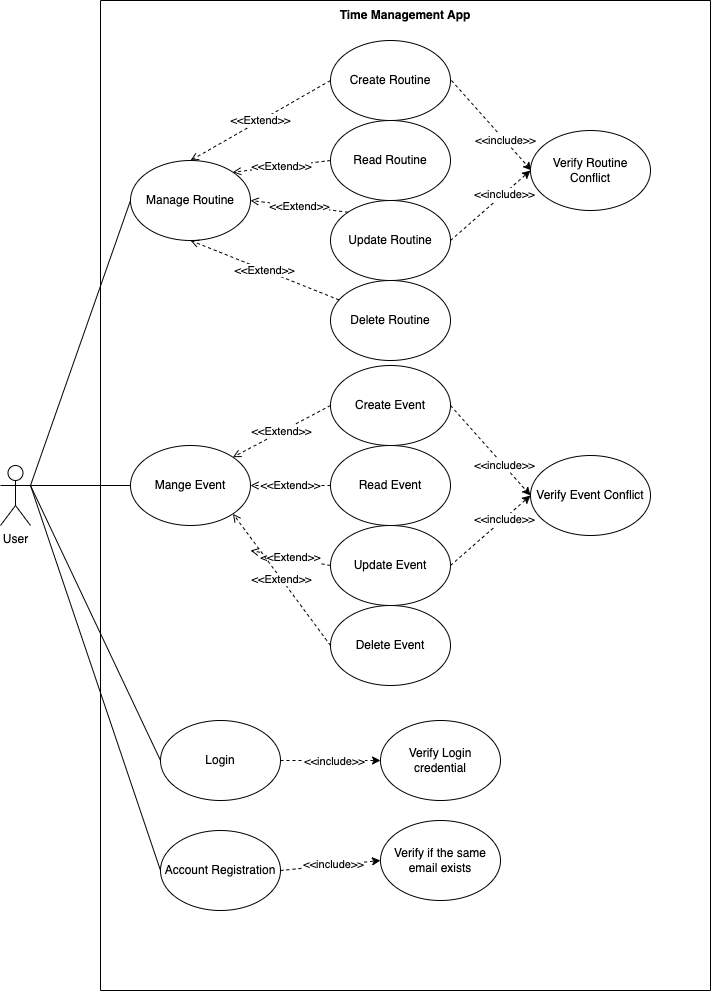 Time Management App
Create Routine
<<Extend>>
<<include>>
Read Routine
<<Extend>>
Verify Routine
Conflict
Manage Routine
<<include>>
<<Extend>>
Update Routine
<<Extend>>
Delete Routine
Create Event
<<Extend>>
<<include>>
Mange Event
<<Extend>>
Read Event
Verify Event Conflict
<<include>>
User
<<Extend>>
Update Event
<<Extend>>
Delete Event
Login
<<include>>
Verify Login
credential
Account Registration
<<include>>
Verify if the same
email exists